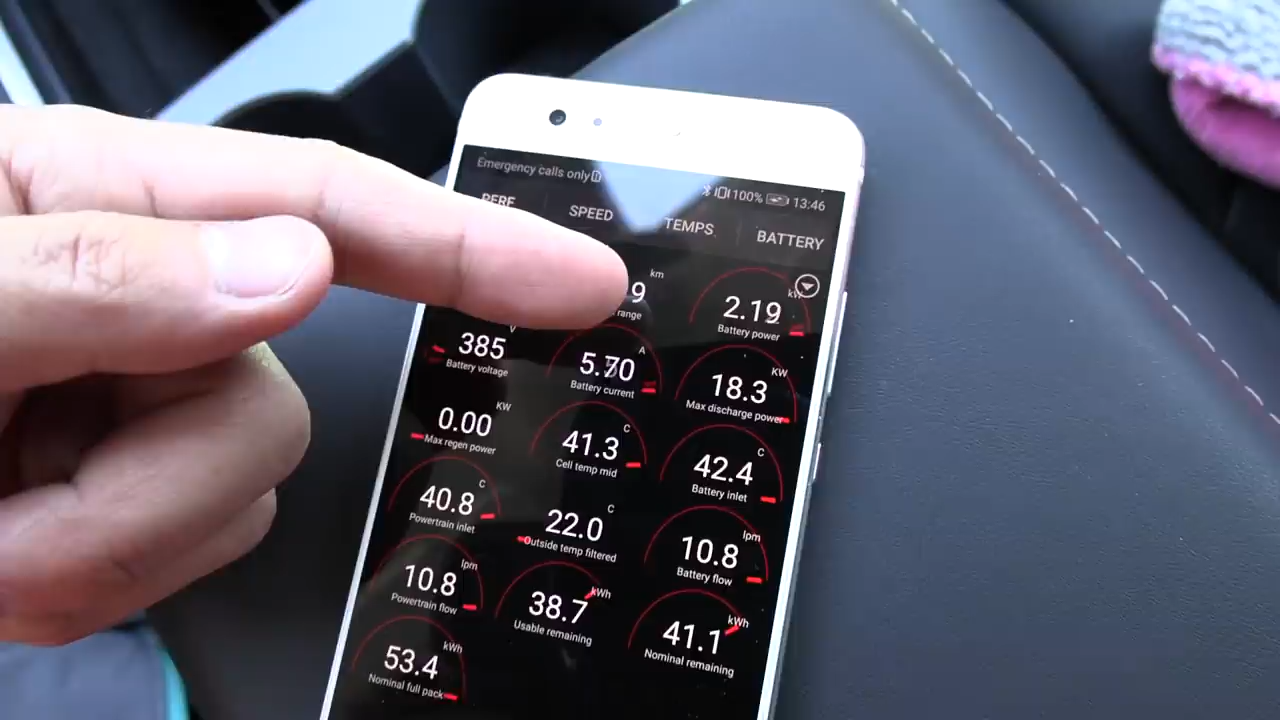 Emergency calls only
100% 13:46
PERF SPEED TEMPS BATTERY
9 km
range
2.19 kW
Battery power
385 V
Battery voltage
5.70 A
Battery current
18.3 KW
Max discharge power
0.00 KW
Max regen power
41.3 C
Cell temp mid
42.4 C
Battery inlet
40.8 C
Powertrain inlet
22.0 C
Outside temp filtered
10.8 lpm
Battery flow
10.8 lpm
Powertrain flow
38.7 kWh
Usable remaining
41.1 kWh
Nominal remaining
53.4 kWh
Nominal full pack